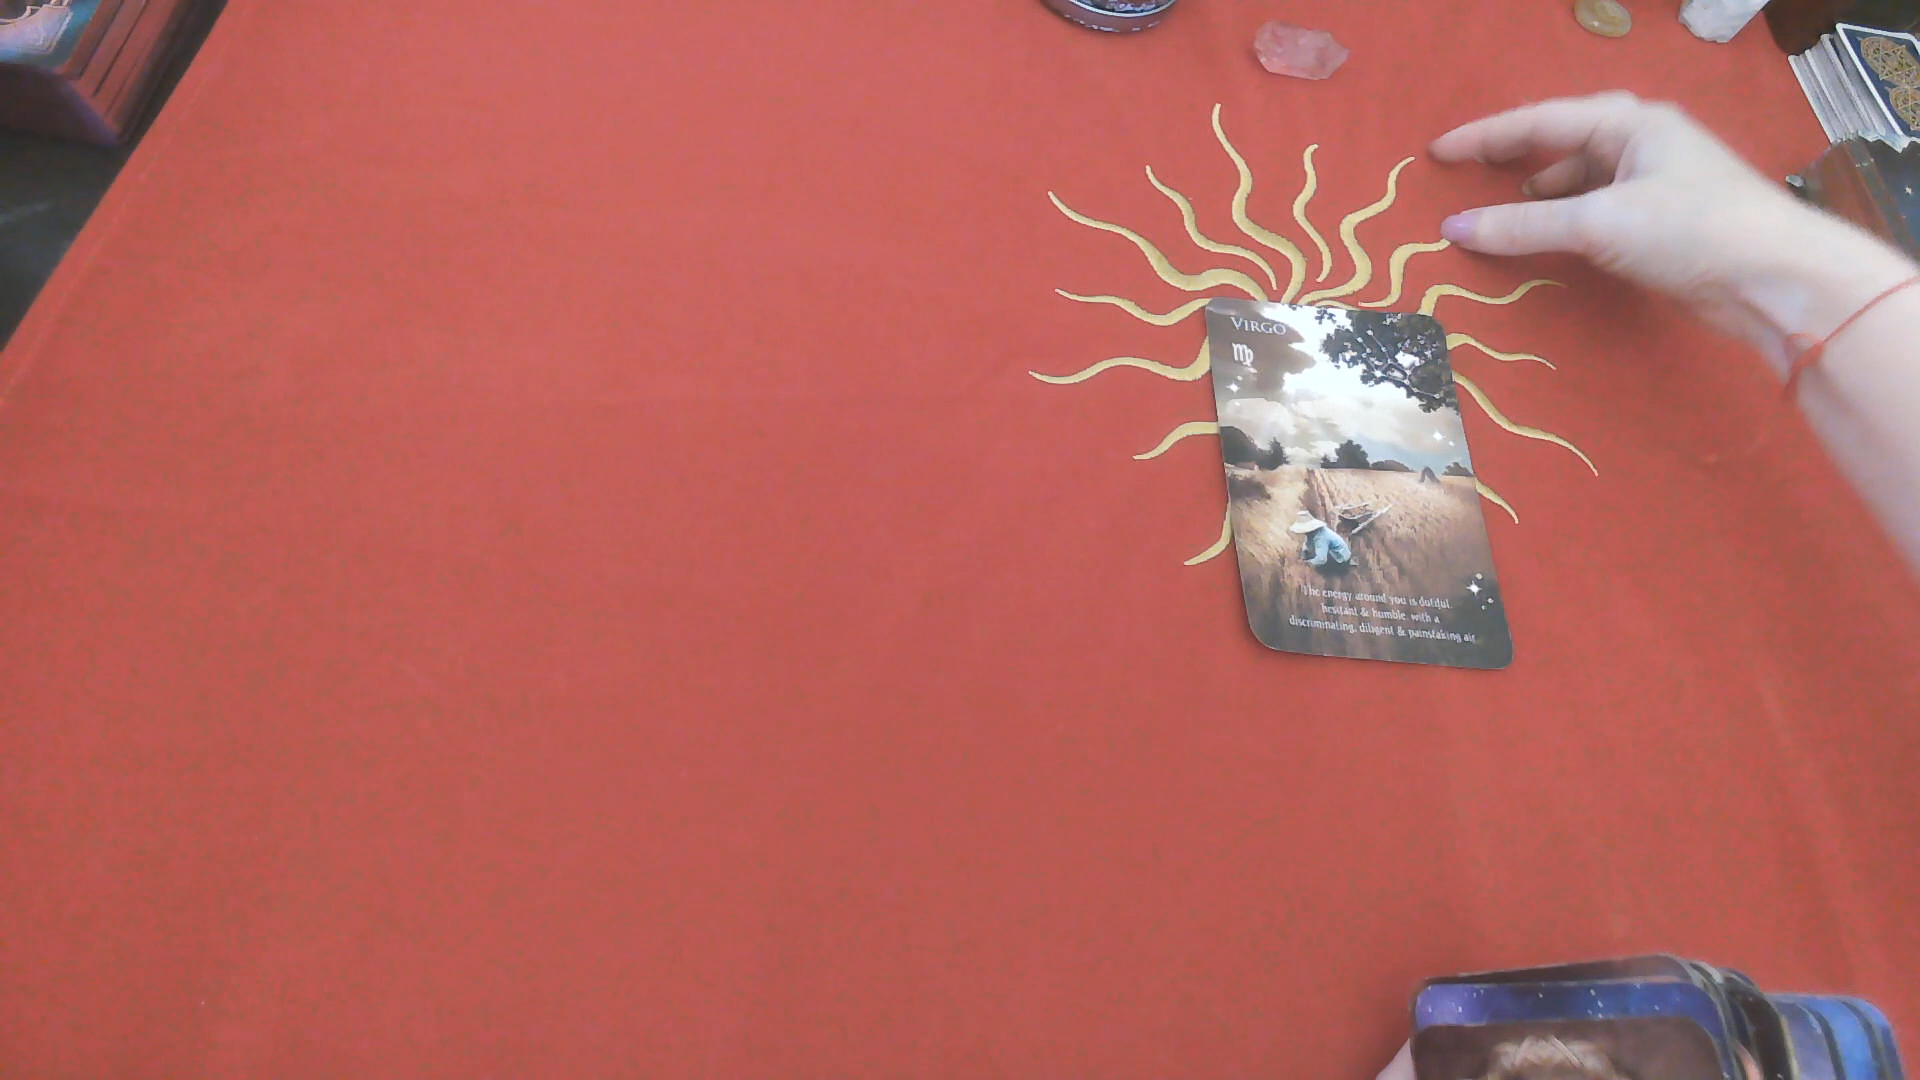 VIRGO
The energy around you is dutiful,
hesitant & humble, with a
discriminating, diligent & painstaking air